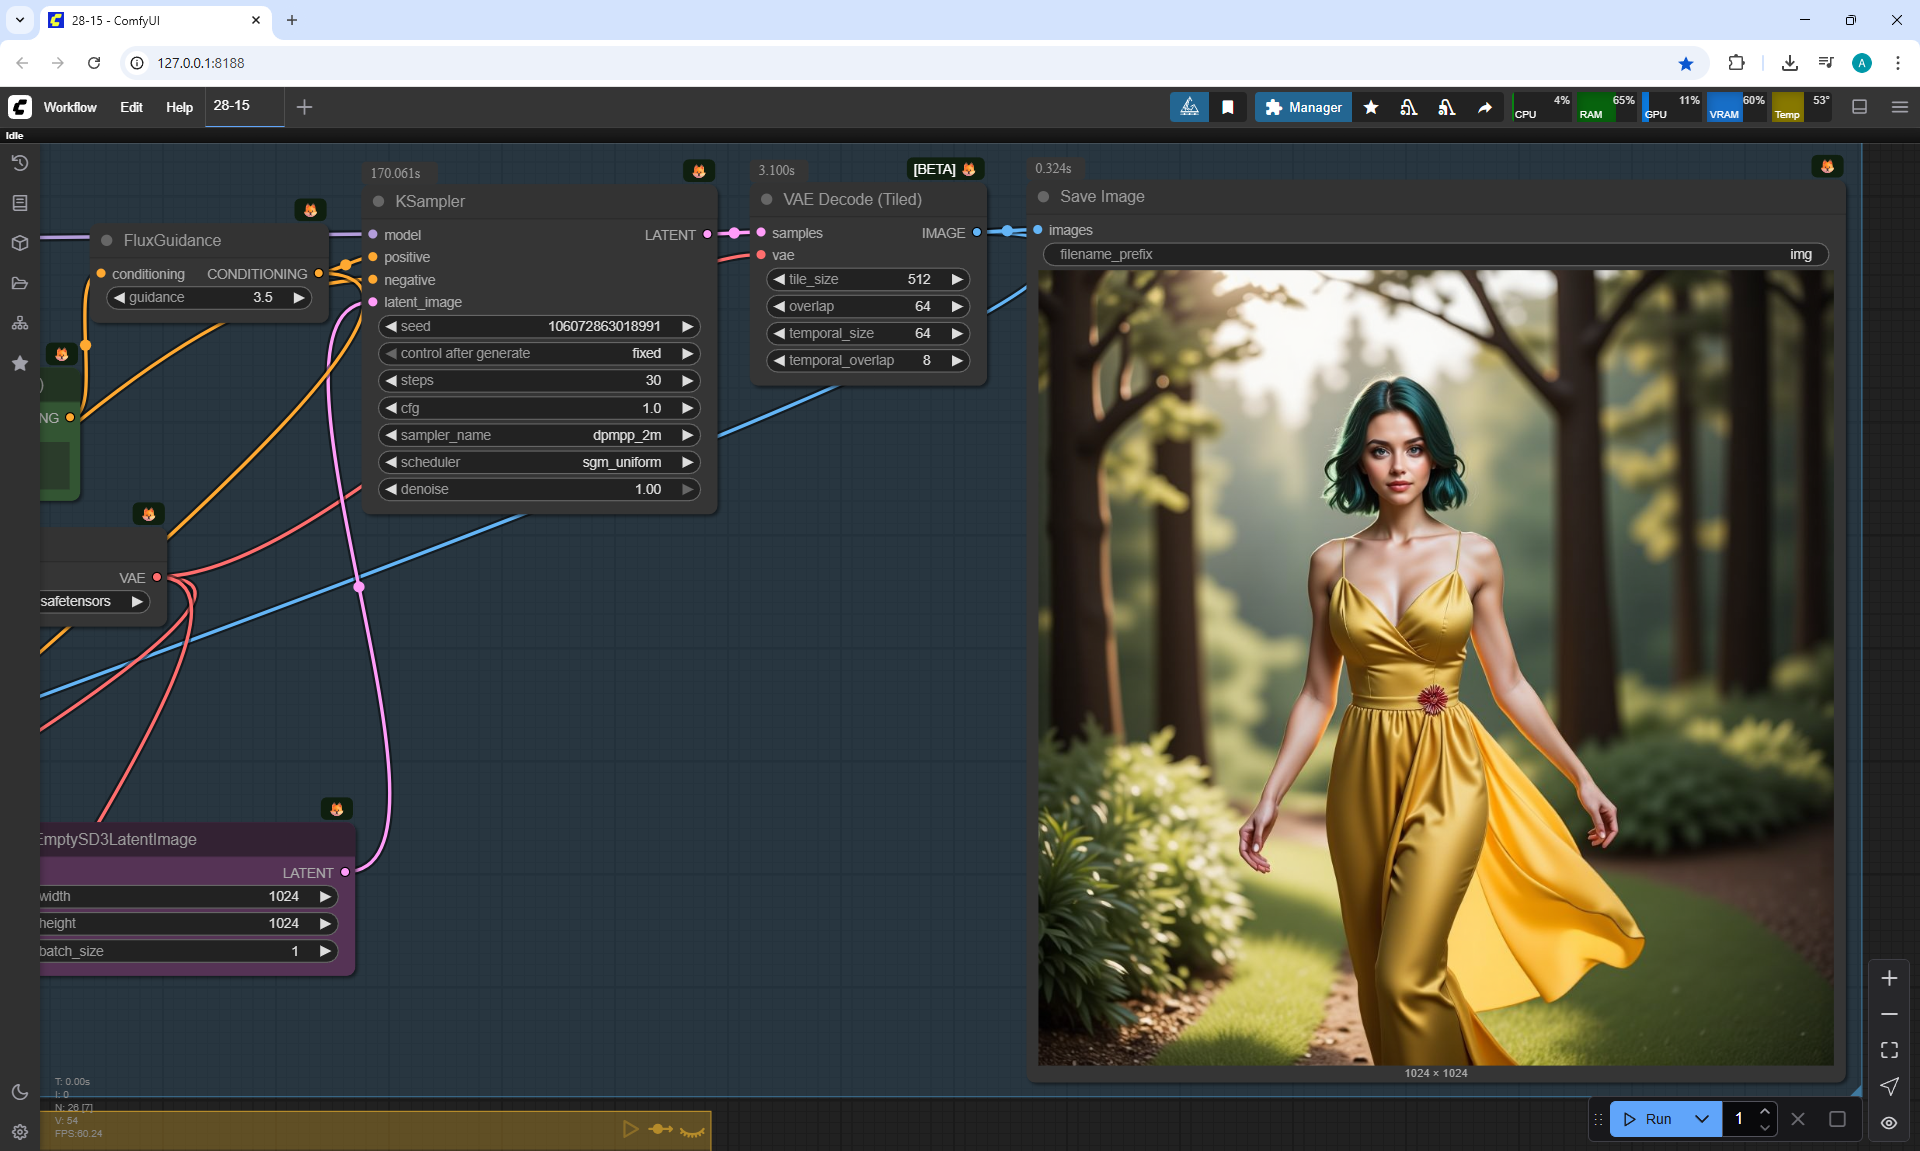 28-15 - ComfyUI
127.0.0.1:8188
A
Workflow Edit Help 28-15
Manager
CPU 4% RAM 65% GPU 11% VRAM 60% Temp 53°
Idle
170.061s
KSampler
model LATENT
positive
negative
latent_image
seed 106072863018991
control after generate fixed
steps 30
cfg 1.0
sampler_name dpmpp_2m
scheduler sgm_uniform
denoise 1.00
3.100s
[BETA]
VAE Decode (Tiled)
samples IMAGE
vae
tile_size 512
overlap 64
temporal_size 64
temporal_overlap 8
0.324s
Save Image
images
filename_prefix img
1024 × 1024
FluxGuidance
conditioning CONDITIONING
guidance 3.5
)
NG
VAE
safetensors
EmptySD3LatentImage
LATENT
width 1024
height 1024
batch_size 1
T: 0.00s
I: 0
N: 26 [7]
V: 54
FPS:60.24
Run 1